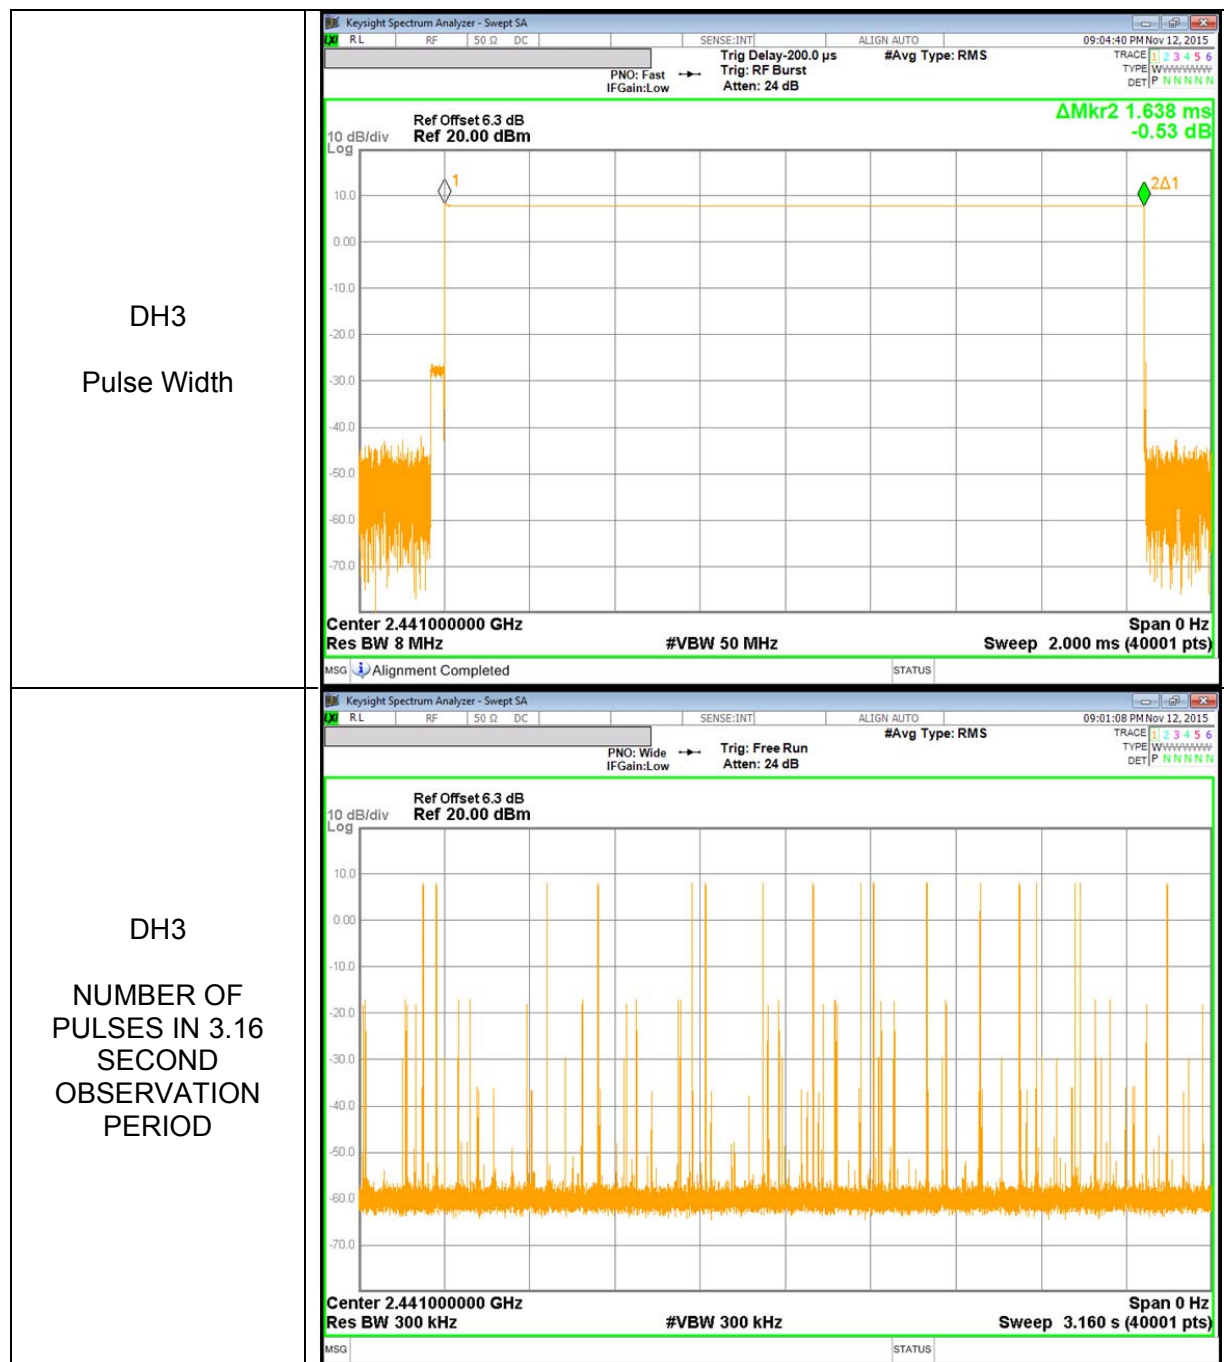 DH3
Pulse Width
Keysight Spectrum Analyzer - Swept SA
LXI RL RF 50 Ω DC SENSE:INT ALIGN AUTO 09:04:40 PM Nov 12, 2015
Trig Delay-200.0 µs #Avg Type: RMS TRACE 1 2 3 4 5 6
PNO: Fast Trig: RF Burst TYPE WWWWWW
IFGain:Low Atten: 24 dB DET P N N N N N
ΔMkr2 1.638 ms
-0.53 dB
Ref Offset 6.3 dB
10 dB/div Ref 20.00 dBm
Log
1
2Δ1
10.0
0.00
-10.0
-20.0
-30.0
-40.0
-50.0
-60.0
-70.0
Center 2.441000000 GHz Span 0 Hz
Res BW 8 MHz #VBW 50 MHz Sweep 2.000 ms (40001 pts)
MSG Alignment Completed STATUS
DH3
NUMBER OF
PULSES IN 3.16
SECOND
OBSERVATION
PERIOD
Keysight Spectrum Analyzer - Swept SA
LXI RL RF 50 Ω DC SENSE:INT ALIGN AUTO 09:01:08 PM Nov 12, 2015
#Avg Type: RMS TRACE 1 2 3 4 5 6
PNO: Wide Trig: Free Run TYPE WWWWWW
IFGain:Low Atten: 24 dB DET P N N N N N
Ref Offset 6.3 dB
10 dB/div Ref 20.00 dBm
Log
10.0
0.00
-10.0
-20.0
-30.0
-40.0
-50.0
-60.0
-70.0
Center 2.441000000 GHz Span 0 Hz
Res BW 300 kHz #VBW 300 kHz Sweep 3.160 s (40001 pts)
MSG STATUS